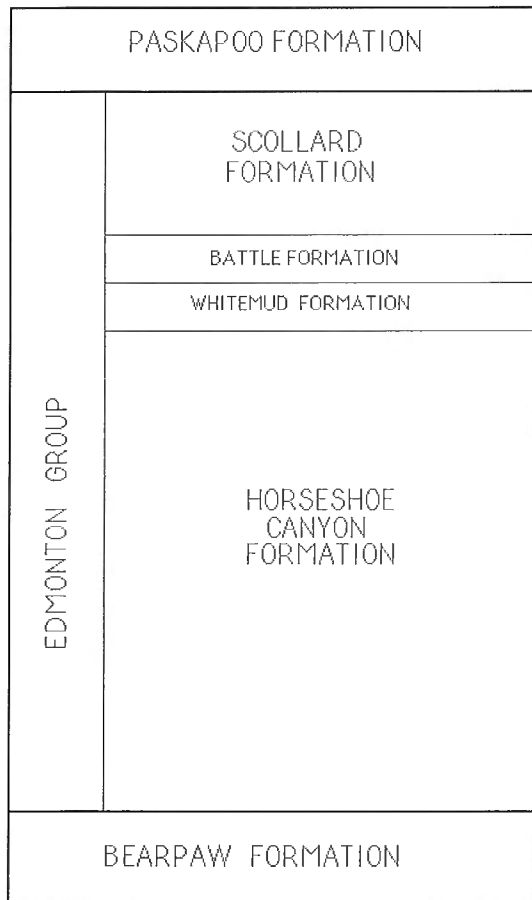 PASKAPOO FORMATION
SCOLLARD
FORMATION
BATTLE FORMATION
WHITEMUD FORMATION
EDMONTON GROUP
HORSESHOE
CANYON
FORMATION
BEARPAW FORMATION